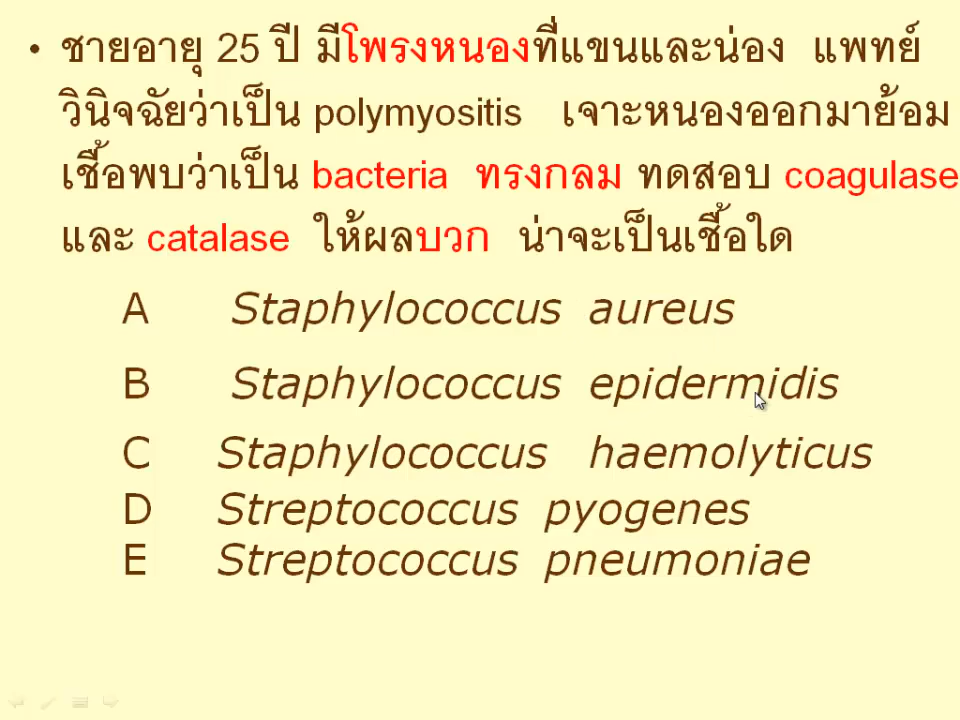 • ชายอายุ 25 ปี มีโพรงหนองที่แขนและน่อง แพทย์
วินิจฉัยว่าเป็น polymyositis เจาะหนองออกมาย้อม
เชื้อพบว่าเป็น bacteria ทรงกลม ทดสอบ coagulase
และ catalase ให้ผลบวก น่าจะเป็นเชื้อใด
A Staphylococcus aureus
B Staphylococcus epidermidis
C Staphylococcus haemolyticus
D Streptococcus pyogenes
E Streptococcus pneumoniae